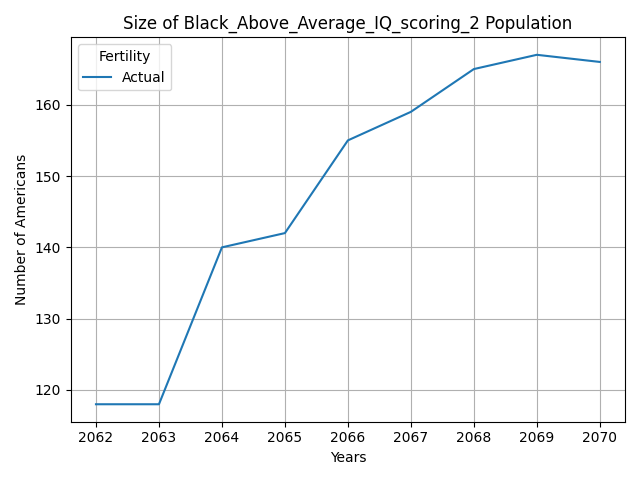 Size of Black_Above_Average_IQ_scoring_2 Population
Fertility
Actual
Number of Americans
160
150
140
130
120
2062 2063 2064 2065 2066 2067 2068 2069 2070
Years